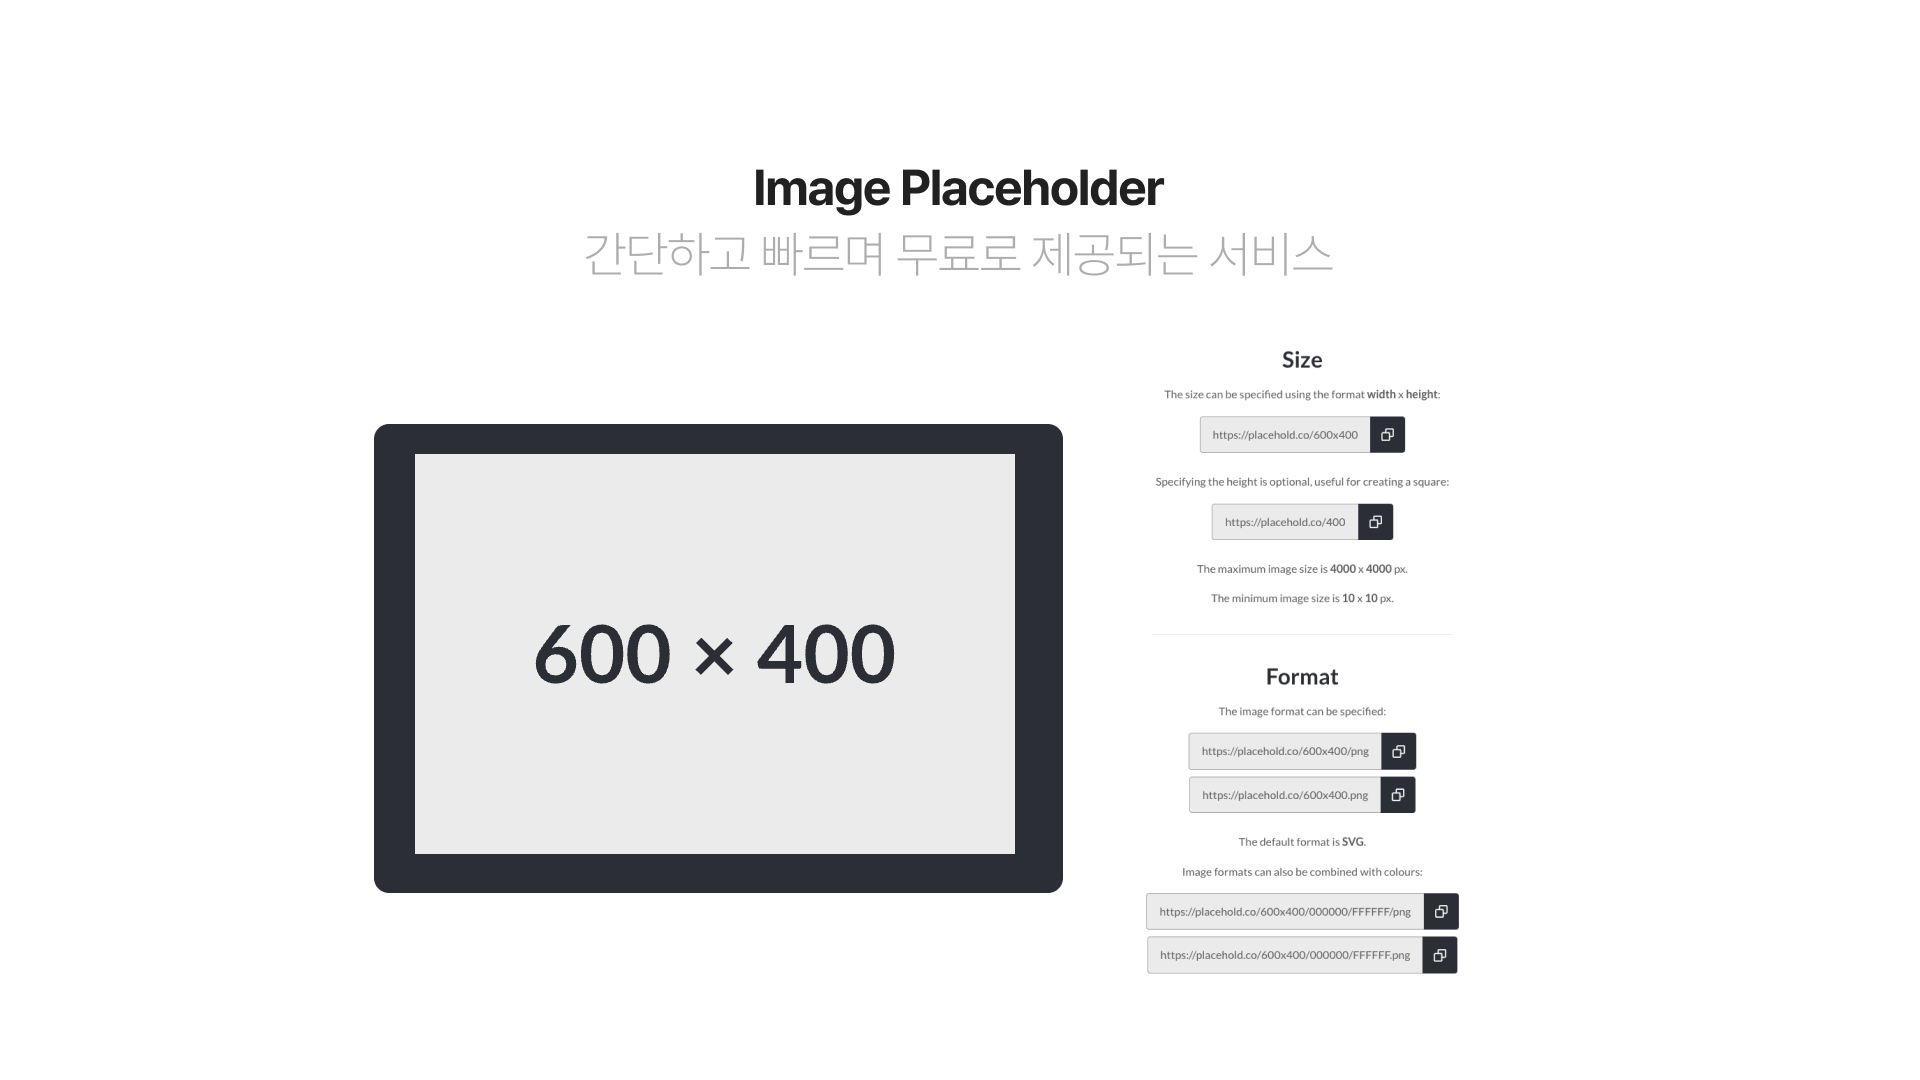 Image Placeholder
간단하고 빠르며 무료로 제공되는 서비스
600 × 400
Size
The size can be specified using the format width x height:
https://placehold.co/600x400
Specifying the height is optional, useful for creating a square:
https://placehold.co/400
The maximum image size is 4000 x 4000 px.
The minimum image size is 10 x 10 px.
Format
The image format can be specified:
https://placehold.co/600x400/png
https://placehold.co/600x400.png
The default format is SVG.
Image formats can also be combined with colours:
https://placehold.co/600x400/000000/FFFFFF/png
https://placehold.co/600x400/000000/FFFFFF.png